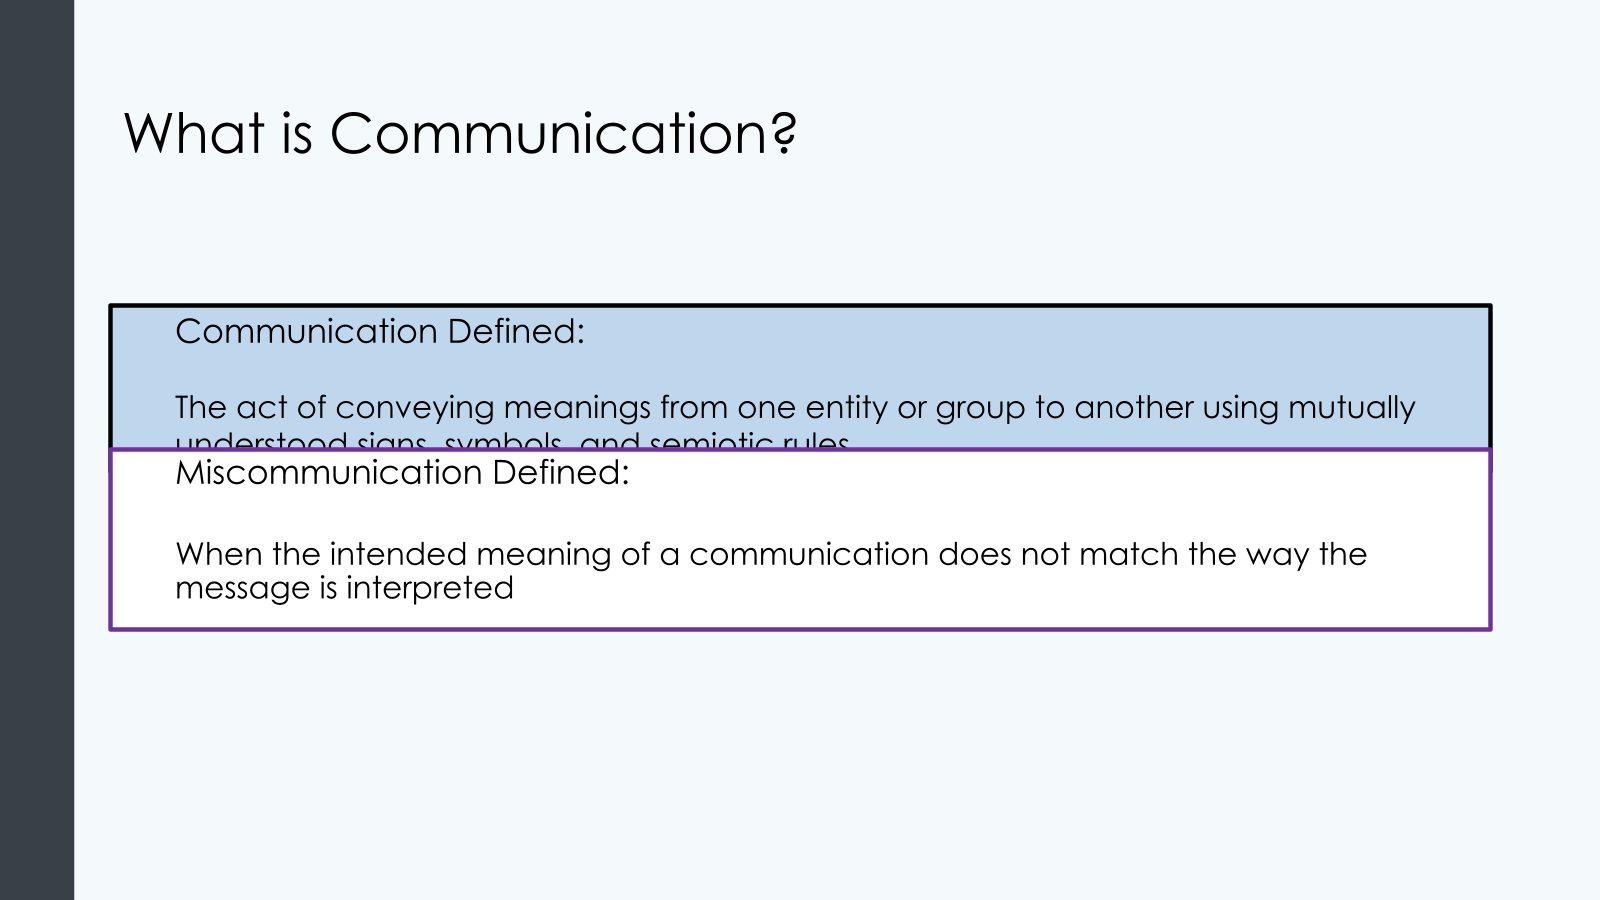 What is Communication?
Communication Defined:
The act of conveying meanings from one entity or group to another using mutually
understood signs, symbols, and semiotic rules
Miscommunication Defined:
When the intended meaning of a communication does not match the way the
message is interpreted